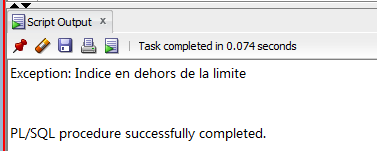 Script Output
Task completed in 0.074 seconds
Exception: Indice en dehors de la limite
PL/SQL procedure successfully completed.